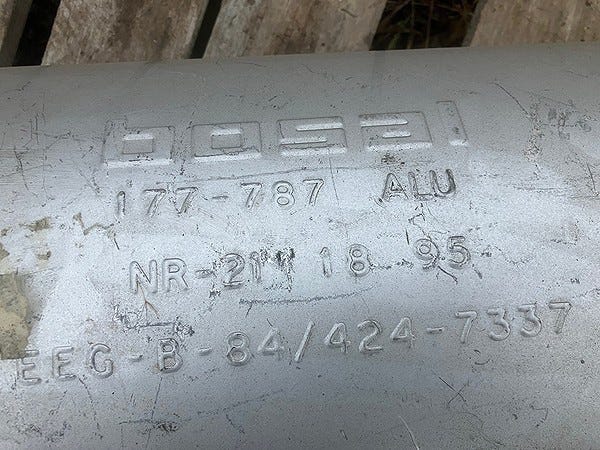 bosal
177-787 ALU
NR-21 18 95
EEG-B-84/424-7337